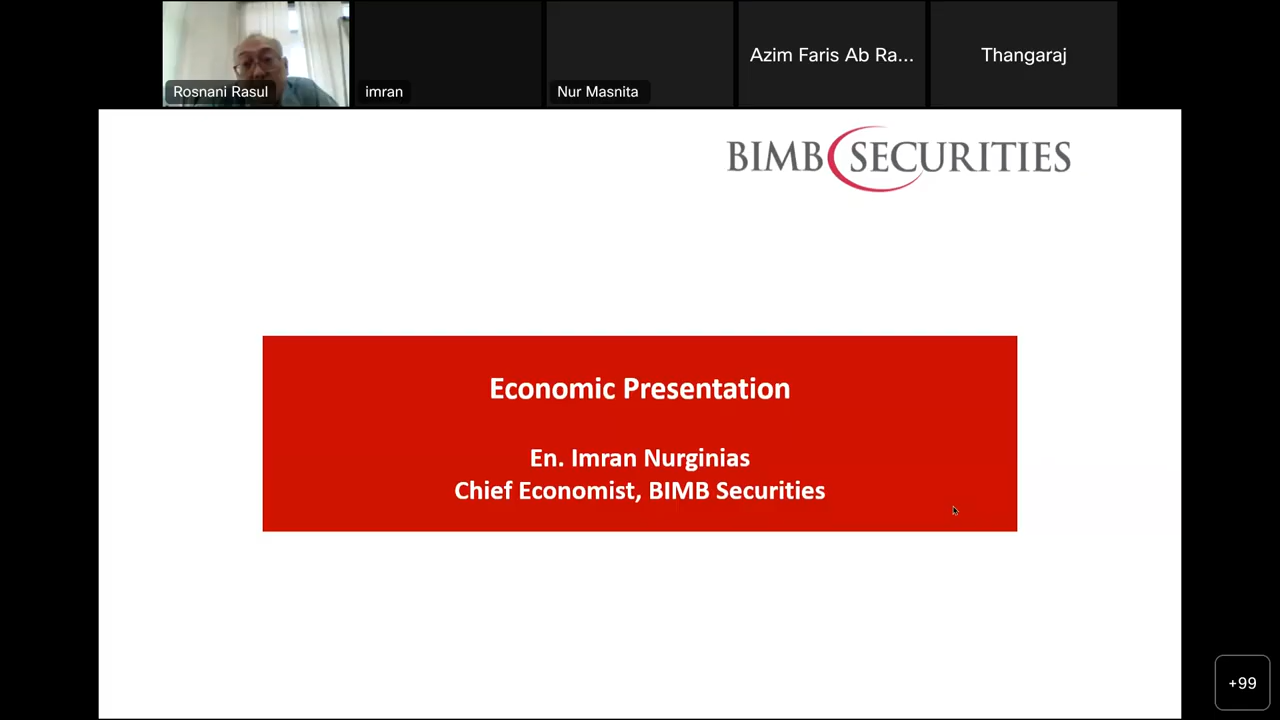 Rosnani Rasul
imran
Nur Masnita
Azim Faris Ab Ra...
Thangaraj
BIMB SECURITIES
Economic Presentation
En. Imran Nurginias
Chief Economist, BIMB Securities
+99